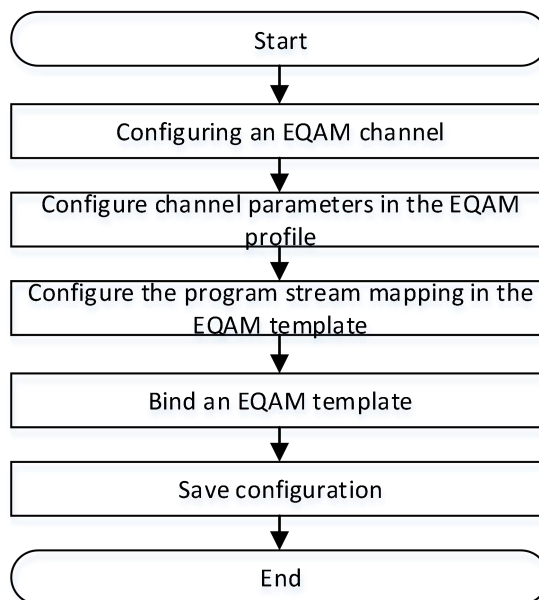 Start
Configuring an EQAM channel
Configure channel parameters in the EQAM
profile
Configure the program stream mapping in the
EQAM template
Bind an EQAM template
Save configuration
End